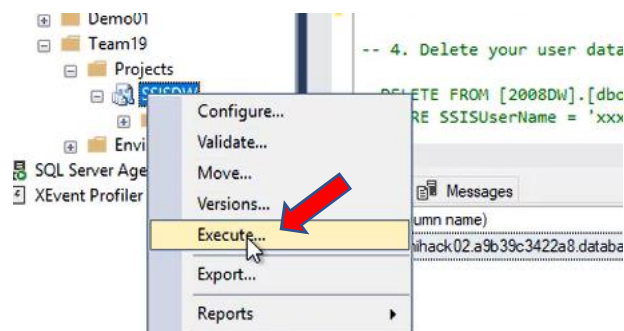 Demo01
Team19
-- 4. Delete your user data
Projects
SSISDW
ETE FROM [2008DW].[dbo
Configure...
RE SSISUserName = 'xxx
Envi
Validate...
SQL Server Age
Move...
XEvent Profiler
Versions...
Messages
umn name)
Execute...
hihack02.a9b39c3422a8.databa
Export...
Reports